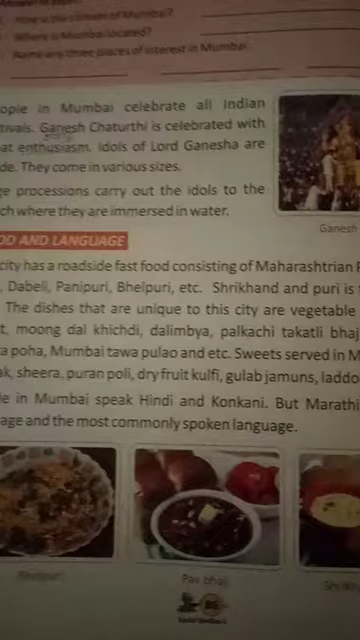 How is the climate of Mumbai?
Where is Mumbai located?
Name any three places of interest in Mumbai.
ople in Mumbai celebrate all Indian
tivals. Ganesh Chaturthi is celebrated with
at enthusiasm. Idols of Lord Ganesha are
de. They come in various sizes.
ge processions carry out the idols to the
ch where they are immersed in water.
Ganesh
OD AND LANGUAGE
city has a roadside fast food consisting of Maharashtrian
, Dabeli, Panipuri, Bhelpuri, etc. Shrikhand and puri is
The dishes that are unique to this city are vegetable
t, moong dal khichdi, dalimbya, palkachi takatli bhaj
a poha, Mumbai tawa pulao and etc. Sweets served in M
ak, sheera, puran poli, dry fruit kulfi, gulab jamuns, laddo
le in Mumbai speak Hindi and Konkani. But Marathi
age and the most commonly spoken language.
Bhelpuri
Pav bhaji
Shrikh
86